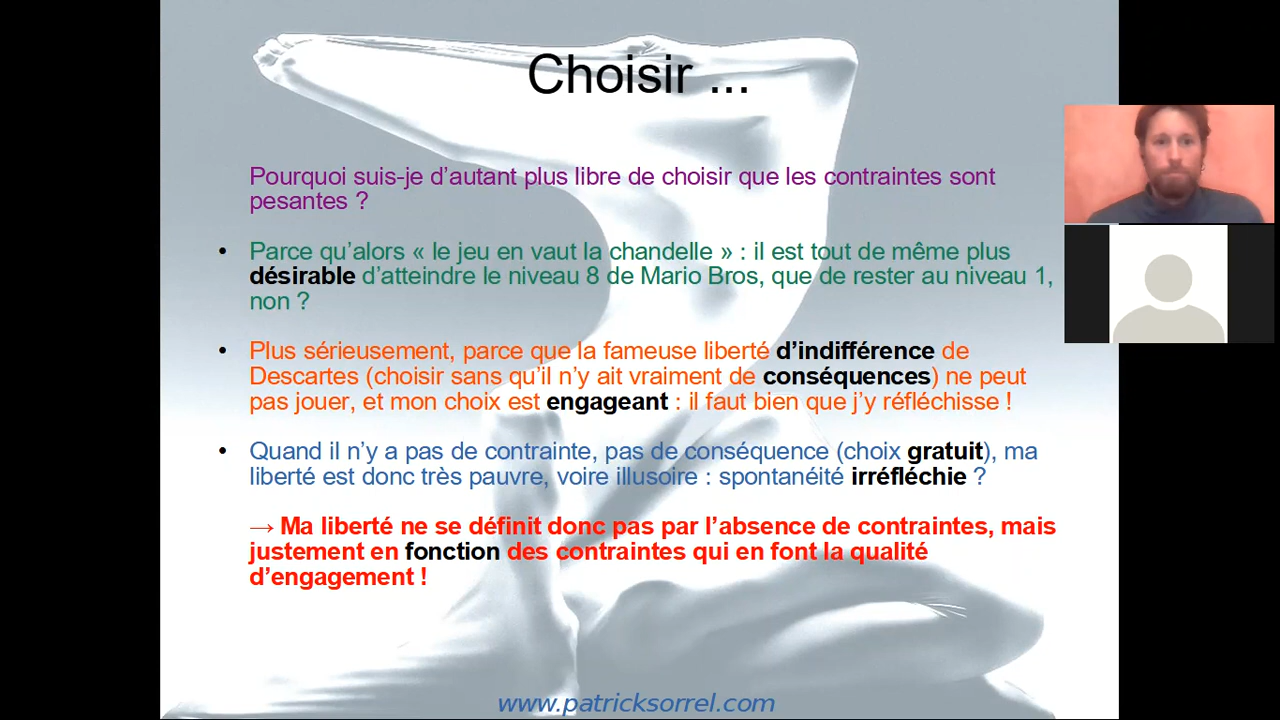 Choisir ...
Pourquoi suis-je d’autant plus libre de choisir que les contraintes sont
pesantes ?
• Parce qu’alors « le jeu en vaut la chandelle » : il est tout de même plus
désirable d’atteindre le niveau 8 de Mario Bros, que de rester au niveau 1,
non ?
• Plus sérieusement, parce que la fameuse liberté d’indifférence de
Descartes (choisir sans qu’il n’y ait vraiment de conséquences) ne peut
pas jouer, et mon choix est engageant : il faut bien que j’y réfléchisse !
• Quand il n’y a pas de contrainte, pas de conséquence (choix gratuit), ma
liberté est donc très pauvre, voire illusoire : spontanéité irréfléchie ?
→ Ma liberté ne se définit donc pas par l’absence de contraintes, mais
justement en fonction des contraintes qui en font la qualité
d’engagement !
www.patricksorrel.com